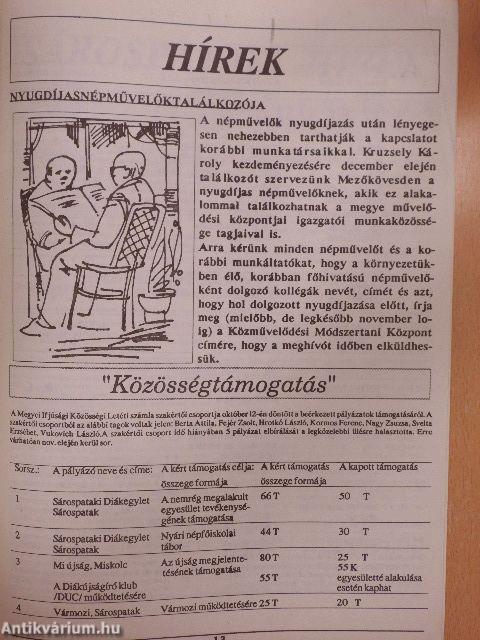 HÍREK
NYUGDÍJASNÉPMŰVELŐKTALÁLKOZÓJA
A népművelők nyugdíjazás után lényege-
sen nehezebben tarthatják a kapcslatot
korábbi munkatársaikkal. Kruzsely Ká-
roly kezdeményezésére december elején
találkozót szervezünk Mezőkövesden a
nyugdíjas népművelőknek, akik ez alaka-
lommal találkozhatnak a megye művelő-
dési központjai igazgatói munkaközössé-
ge tagjaival is.
Arra kérünk minden népművelőt és a ko-
rábbi munkáltatókat, hogy a környezetük-
ben élő, korábban főhivatású népművelő-
ként dolgozó kollégák nevét, címét és azt,
hogy hol dolgozott nyugdíjazása előtt, írja
meg (mielőbb, de legkésőbb november 1o-
ig) a Közművelődési Módszertani Központ
címére, hogy a meghívót időben elküldhes-
sük.
"Közösségtámogatás"
A Megyei Ifjúsági Közösségi Letéti számla szakértői csoportja október 12-én döntött a beérkezett pályázatok támogatásáról. A
szakértői csoportból az alábbi tagok voltak jelen: Berta Attila, Fejér Zsolt, Hrotkó László, Kormos Ferenc, Nagy Zsuzsa, Svelta
Erzsébet, Vukovich László. A szakértői csoport idő hiányában 5 pályázat elbírálását a legközelebbi ülésre halasztotta. Erre
várhatóan nov. elején kerül sor.
Sorsz.: A pályázó neve és címe: A kért támogatás célja: A kért támogatás A kapott támogatás
összege formája összege formája
1 Sárospataki Diákegylet A nemrég megalakult 66 T 50 T
Sárospatak egyesület tevékenysé-
gének támogatása
2 Sárospataki Diákegylet Nyári népfőiskolai 44 T 30 T
Sárospatak tábor
3 Mi újság, Miskolc Az újság megjelente- 80 T 25 T
tésének támogatása 55 K
A Diákújságíró klub 55 T egyesületté alakulása
/DUC/ működtetésére esetén kaphat
4 Vármozi, Sárospatak Vármozi működtetésére 25 T 20 T
13
Antikvárium.hu